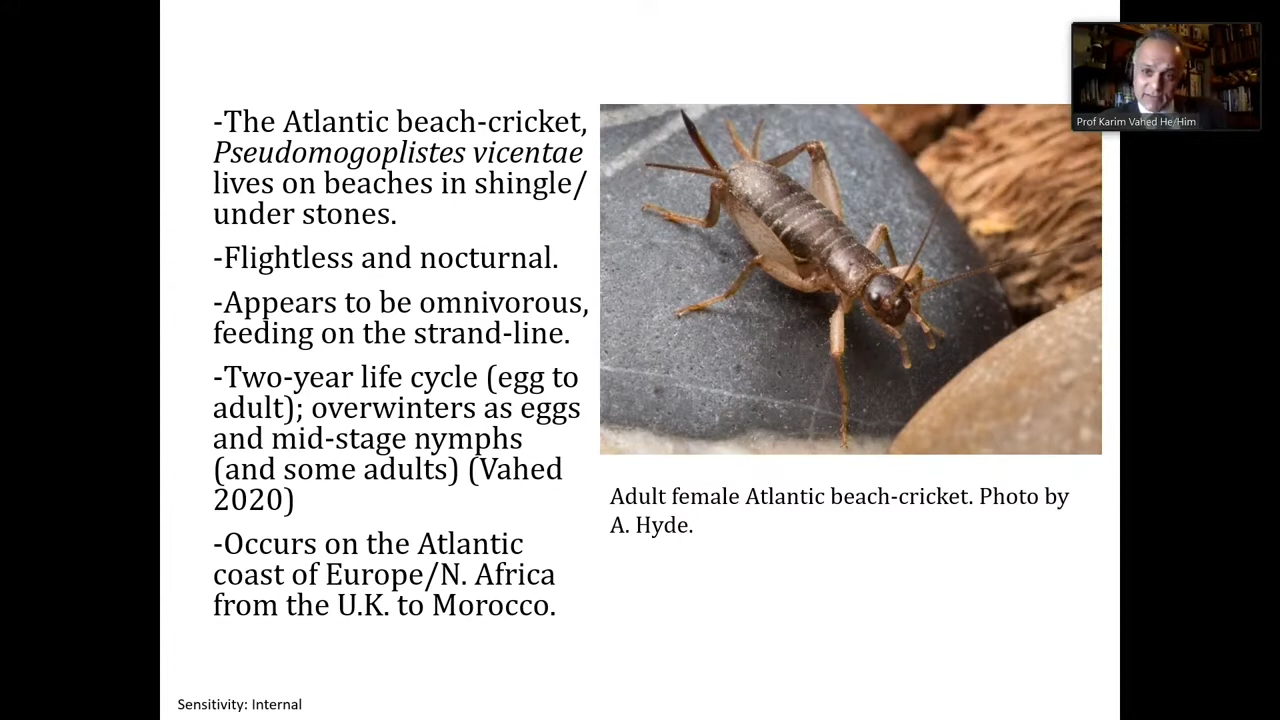 -The Atlantic beach-cricket,
Pseudomogoplistes vicentae
lives on beaches in shingle/
under stones.
-Flightless and nocturnal.
-Appears to be omnivorous,
feeding on the strand-line.
-Two-year life cycle (egg to
adult); overwinters as eggs
and mid-stage nymphs
(and some adults) (Vahed
2020)
-Occurs on the Atlantic
coast of Europe/N. Africa
from the U.K. to Morocco.
Adult female Atlantic beach-cricket. Photo by
A. Hyde.
Prof Karim Vahed He/Him
Sensitivity: Internal